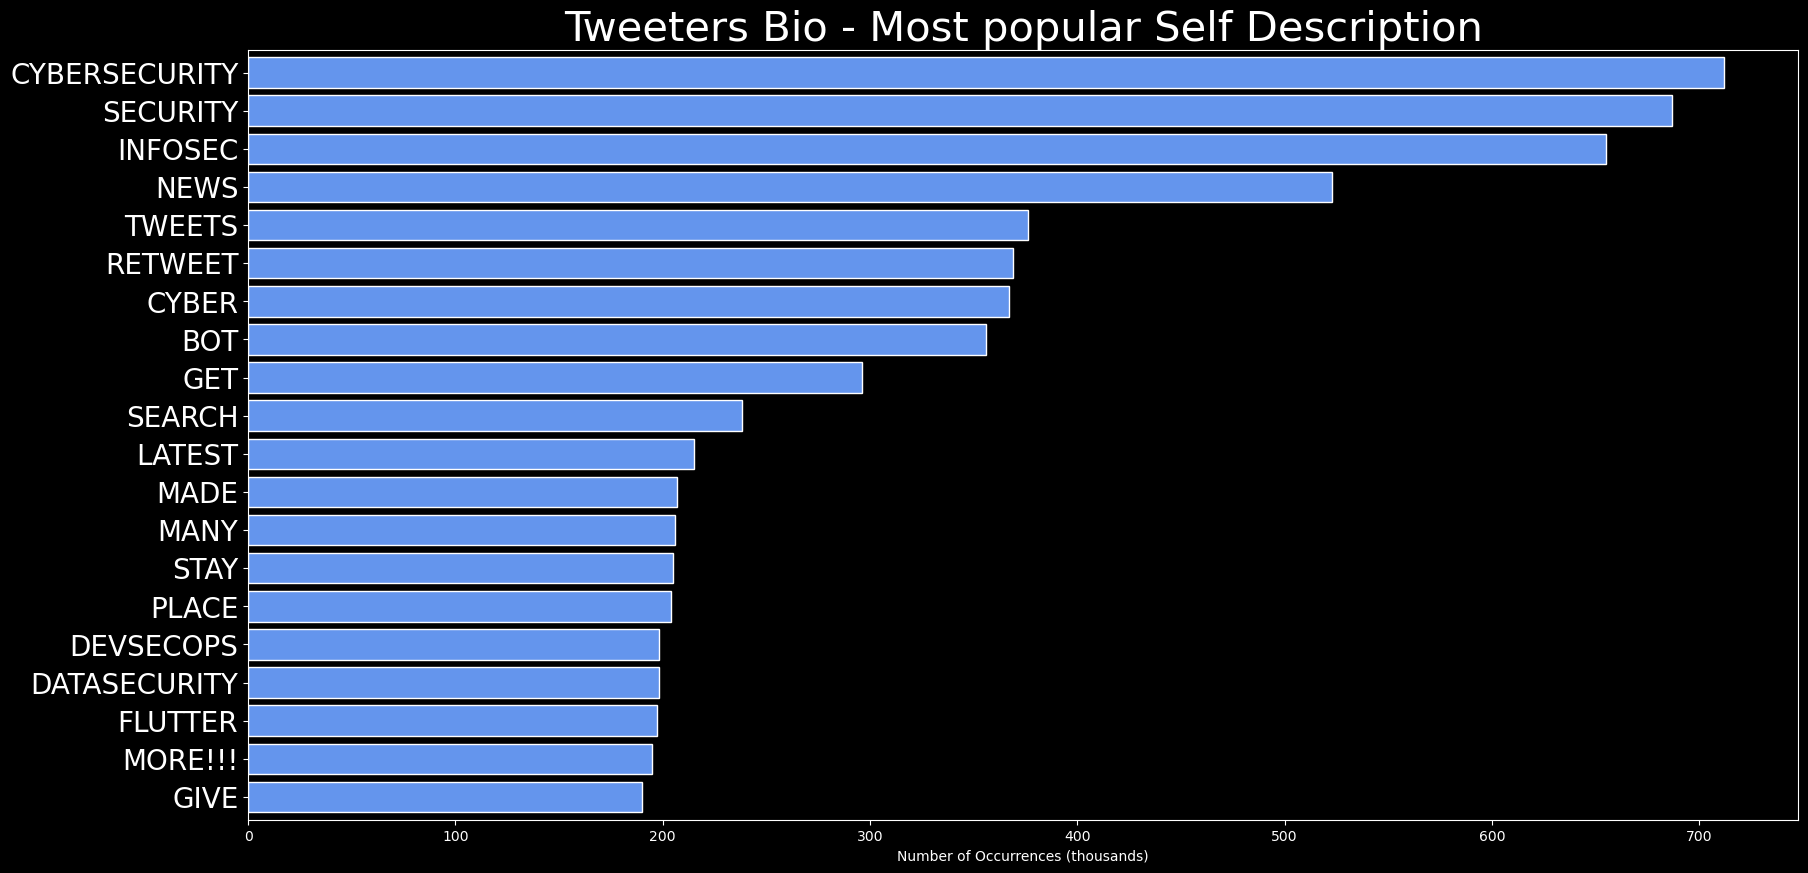 Tweeters Bio - Most popular Self Description
CYBERSECURITY
SECURITY
INFOSEC
NEWS
TWEETS
RETWEET
CYBER
BOT
GET
SEARCH
LATEST
MADE
MANY
STAY
PLACE
DEVSECOPS
DATASECURITY
FLUTTER
MORE!!!
GIVE
0 100 200 300 400 500 600 700
Number of Occurrences (thousands)